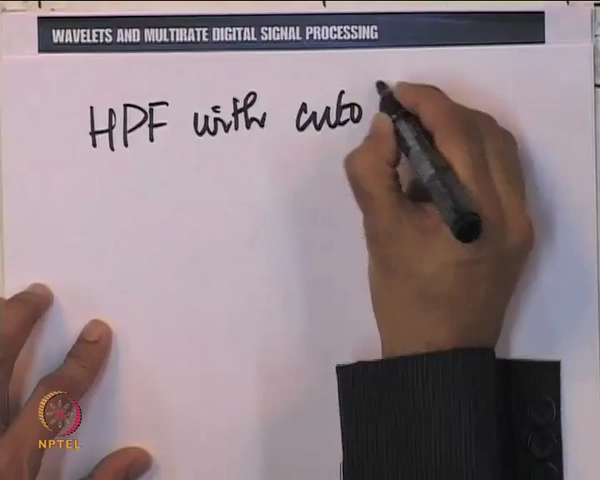 WAVELETS AND MULTIRATE DIGITAL SIGNAL PROCESSING
HPF with cuto
NPTEL